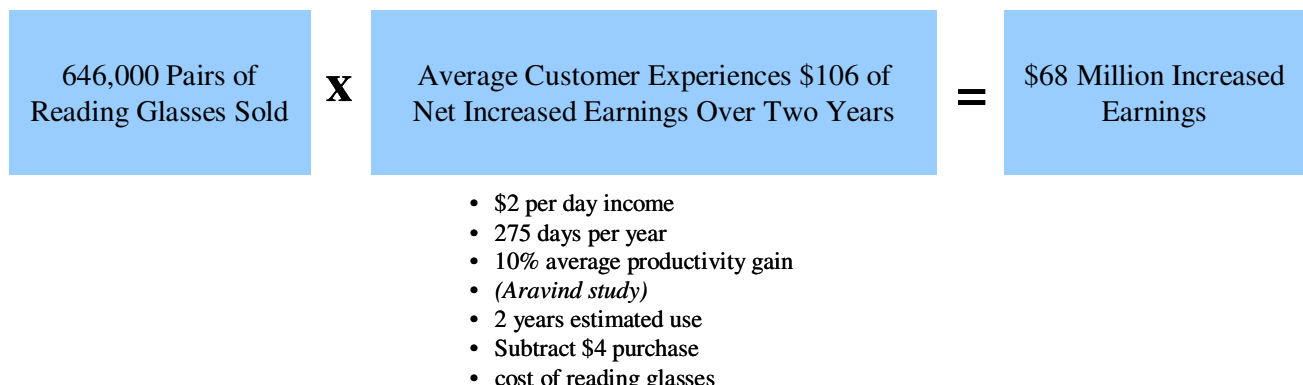 646,000 Pairs of
Reading Glasses Sold
x
Average Customer Experiences $106 of
Net Increased Earnings Over Two Years
=
$68 Million Increased
Earnings
• $2 per day income
• 275 days per year
• 10% average productivity gain
• (Aravind study)
• 2 years estimated use
• Subtract $4 purchase
• cost of reading glasses